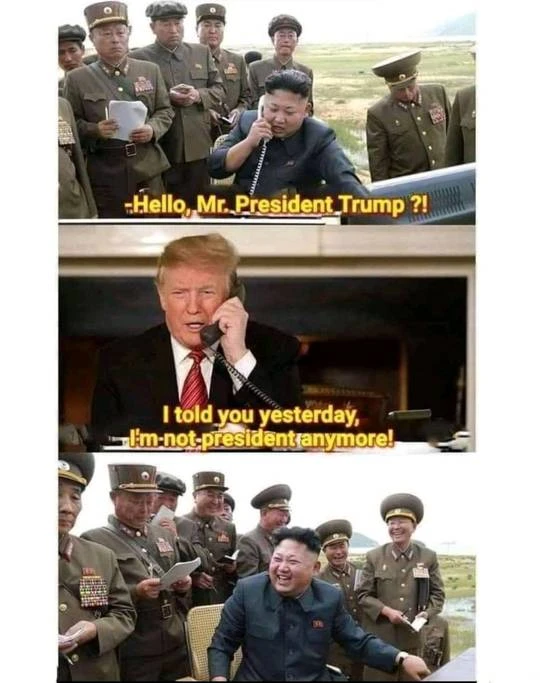 -Hello, Mr. President Trump ?!
I told you yesterday,
I'm not president anymore!